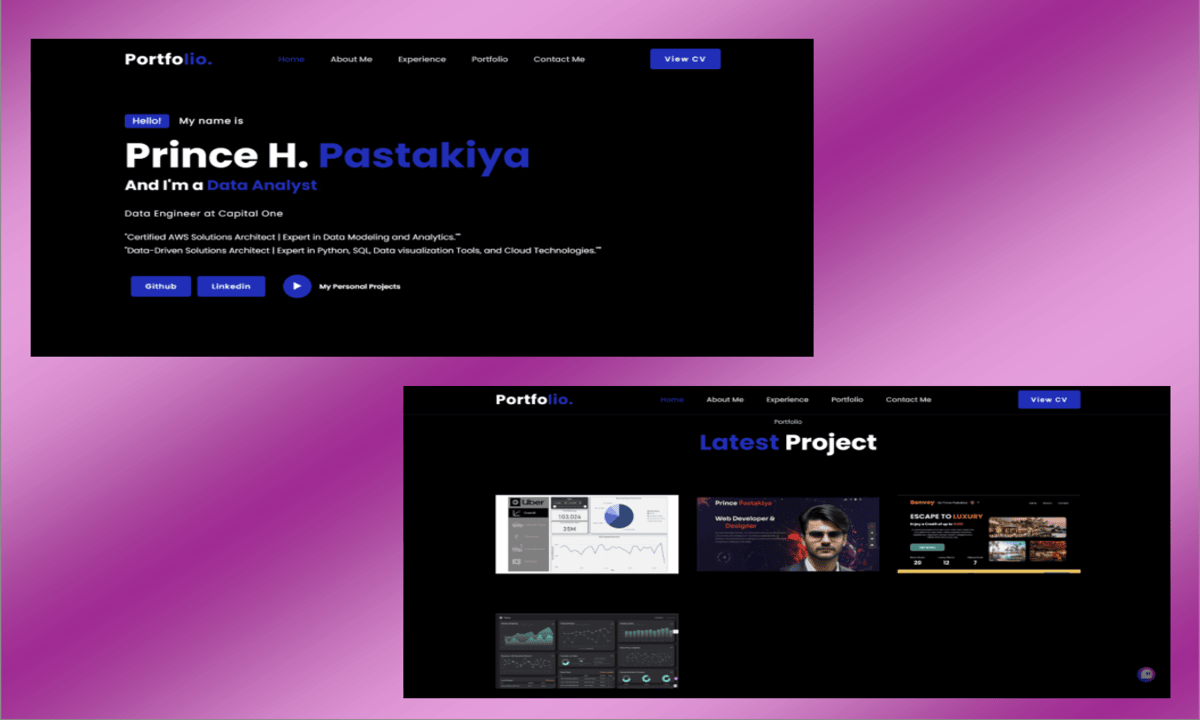 Portfolio.
Home About Me Experience Portfolio Contact Me View CV
Hello! My name is
Prince H. Pastakiya
And I'm a Data Analyst
Data Engineer at Capital One
"Certified AWS Solutions Architect | Expert in Data Modeling and Analytics.""
"Data-Driven Solutions Architect | Expert in Python, SQL, Data visualization Tools, and Cloud Technologies.""
Github Linkedin My Personal Projects
Portfolio.
Home About Me Experience Portfolio Contact Me View CV
Portfolio
Latest Project
Uber
103,024
35M
Prince Pastakiya
Web Developer &
Designer
ESCAPE TO LUXURY
20 12 7